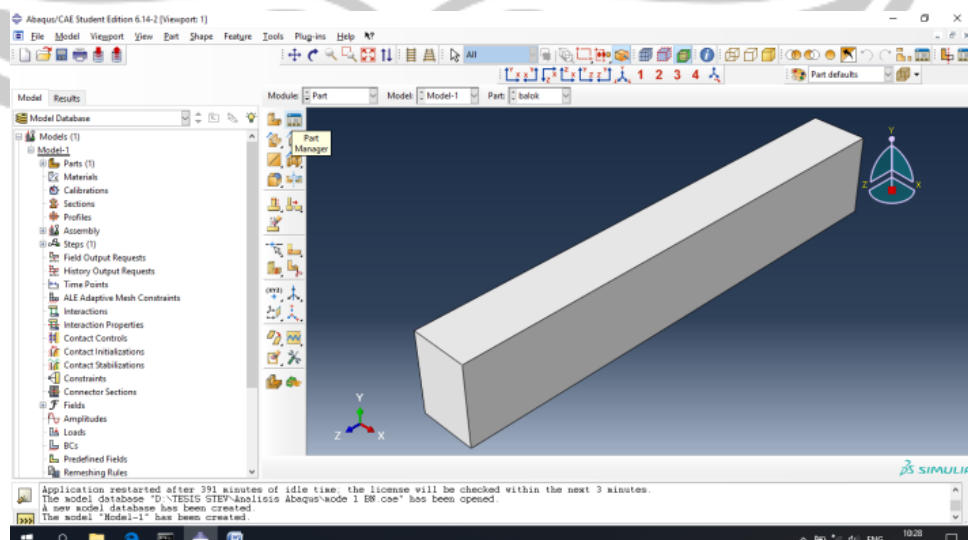 Abaqus/CAE Student Edition 6.14-2 [Viewport: 1]
File Model Viewport View Part Shape Feature Tools Plug-ins Help
All
1 2 3 4
Part defaults
Model Results
Module: Part Model: Model-1 Part: balok
Model Database
Part Manager
Models (1)
Model-1
Parts (1)
Materials
Calibrations
Sections
Profiles
Assembly
Steps (1)
Field Output Requests
History Output Requests
Time Points
ALE Adaptive Mesh Constraints
Interactions
Interaction Properties
Contact Controls
Contact Initializations
Contact Stabilizations
Constraints
Connector Sections
Fields
Amplitudes
Loads
BCs
Predefined Fields
Remeshing Rules
Y
Z X
Y
Z X
SIMULIA
Application restarted after 391 minutes of idle time; the license will be checked within the next 3 minutes.
The model database "D:\TESIS STEV\Analisis Abaqus\mode 1 BN.cae" has been opened.
A new model database has been created.
The model "Model-1" has been created.
ENG 10:28